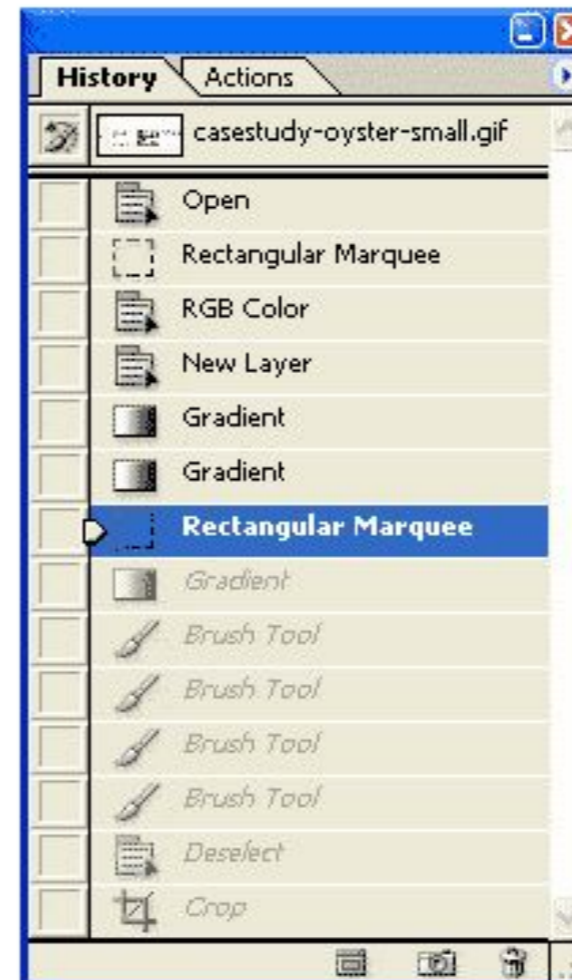 History Actions
casestudy-oyster-small.gif
Open
Rectangular Marquee
RGB Color
New Layer
Gradient
Gradient
Rectangular Marquee
Gradient
Brush Tool
Brush Tool
Brush Tool
Brush Tool
Deselect
Crop